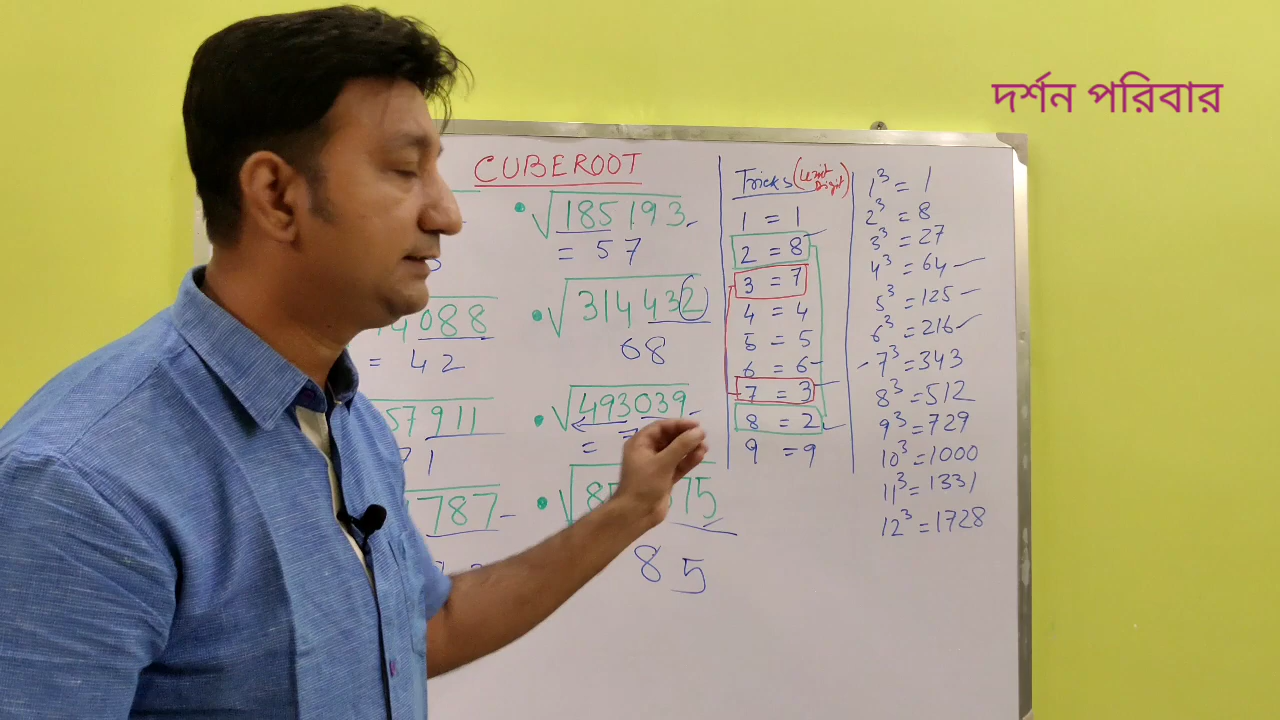 দর্শন পরিবার
CUBEROOT
√185193
= 57
√314432
68
4088
= 42
√493039
=
57911
71
787
75
85
Tricks (Unit Digit)
1 = 1
2 = 8
3 = 7
4 = 4
5 = 5
6 = 6
7 = 3
8 = 2
9 = 9
1³ = 1
2³ = 8
3³ = 27
4³ = 64
5³ = 125
6³ = 216
7³ = 343
8³ = 512
9³ = 729
10³ = 1000
11³ = 1331
12³ = 1728